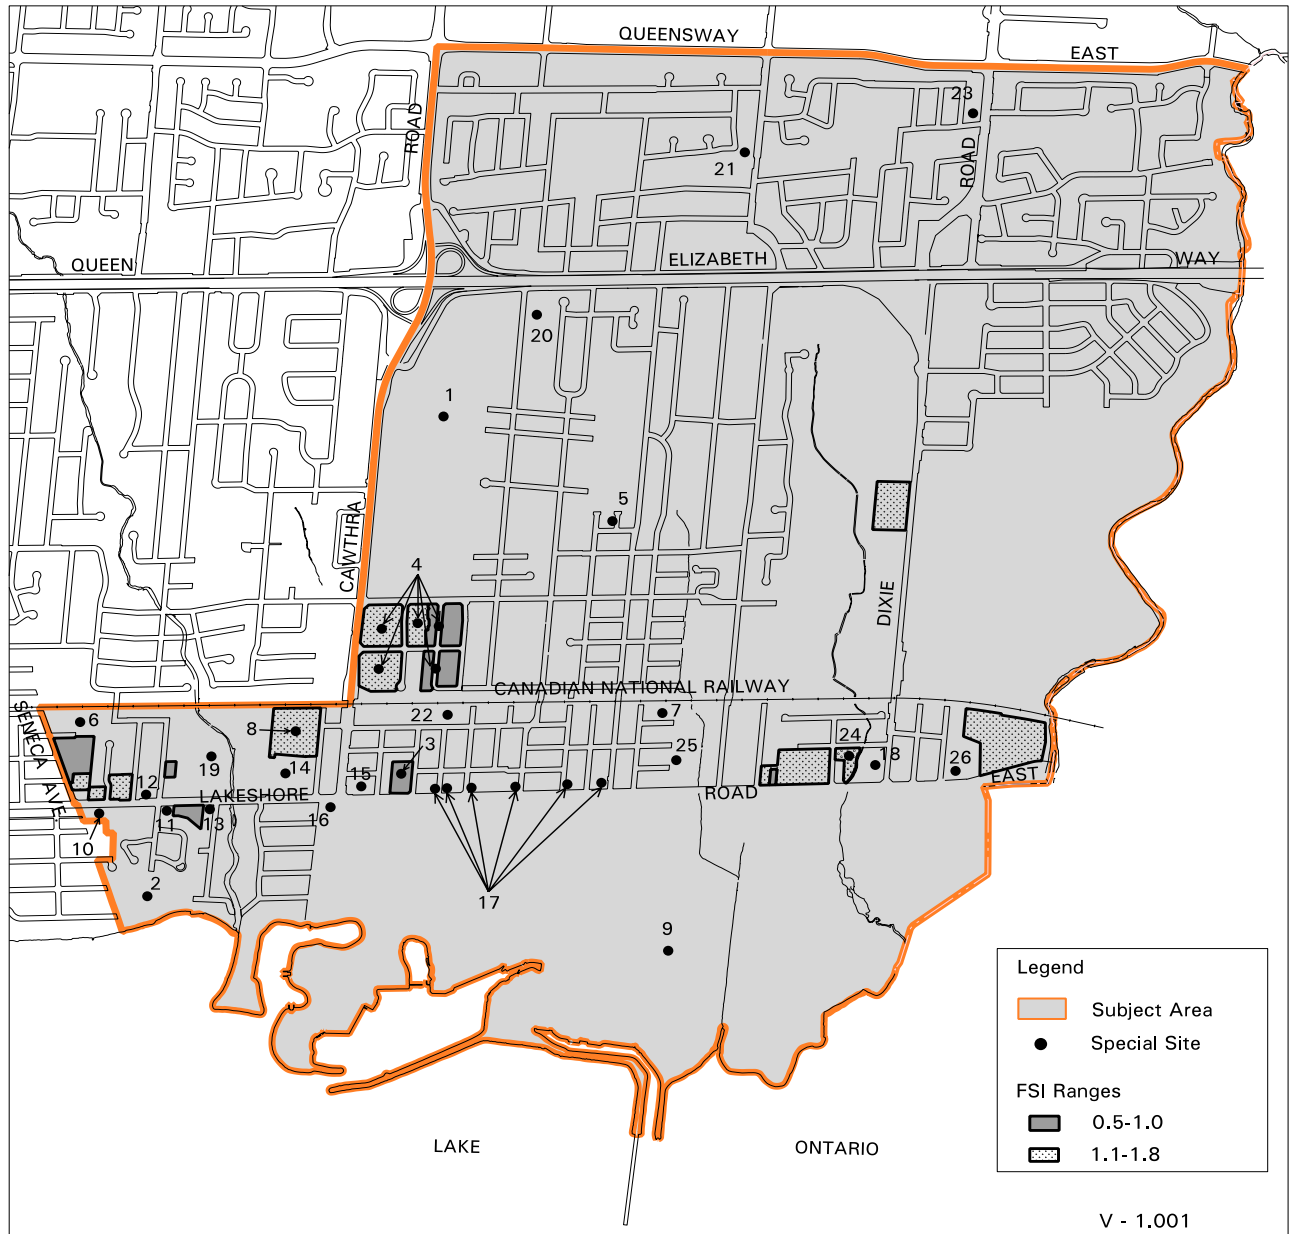 QUEENSWAY
EAST
ROAD
23
ROAD
21
QUEEN
ELIZABETH
WAY
20
1
5
CAWTHRA
4
DIXIE
CANADIAN NATIONAL RAILWAY
SENECA AVE.
6
22
7
8
3
24
19
14
25
18
26
12
15
EAST
LAKESHORE
ROAD
11
13
16
10
2
17
9
Legend
Subject Area
Special Site
FSI Ranges
0.5-1.0
1.1-1.8
LAKE
ONTARIO
V - 1.001